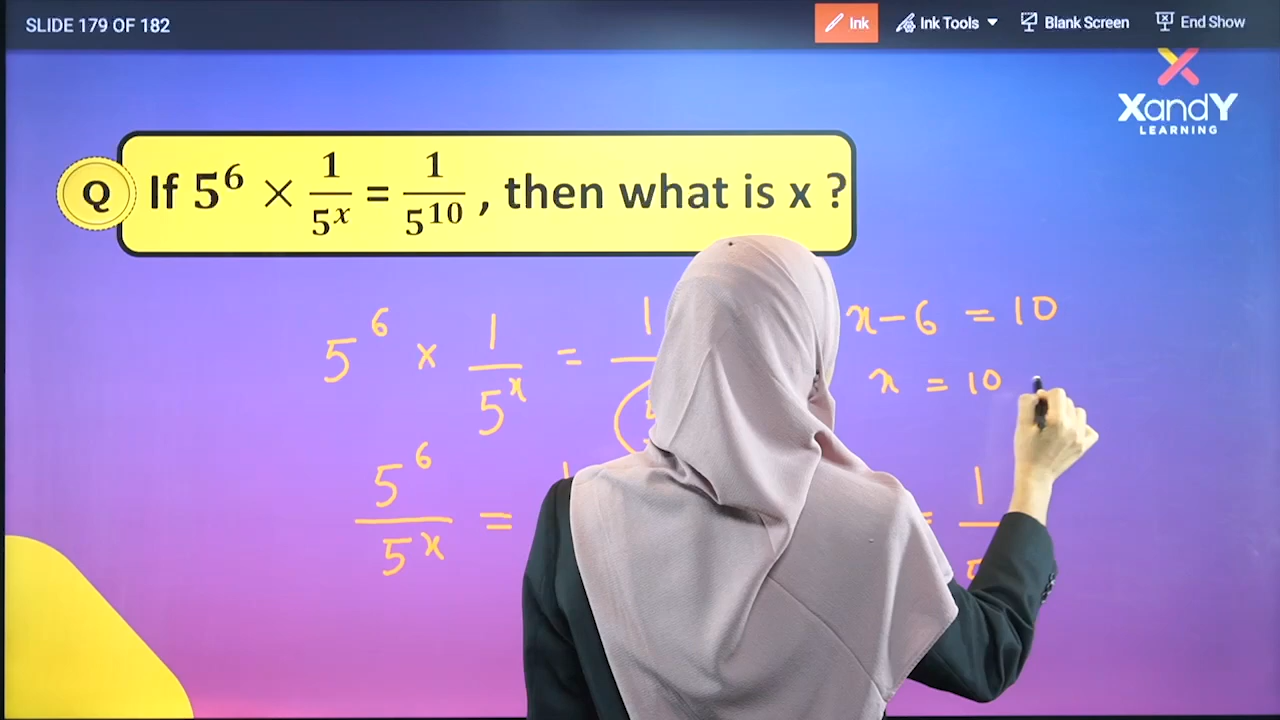 SLIDE 179 OF 182
Ink Ink Tools Blank Screen End Show
XandY
LEARNING
Q If 5⁶ × 1/5ˣ = 1/5¹⁰, then what is x ?
5⁶ × 1/5ˣ = 1/
x − 6 = 10
x = 10
5⁶/5ˣ =
= 1/